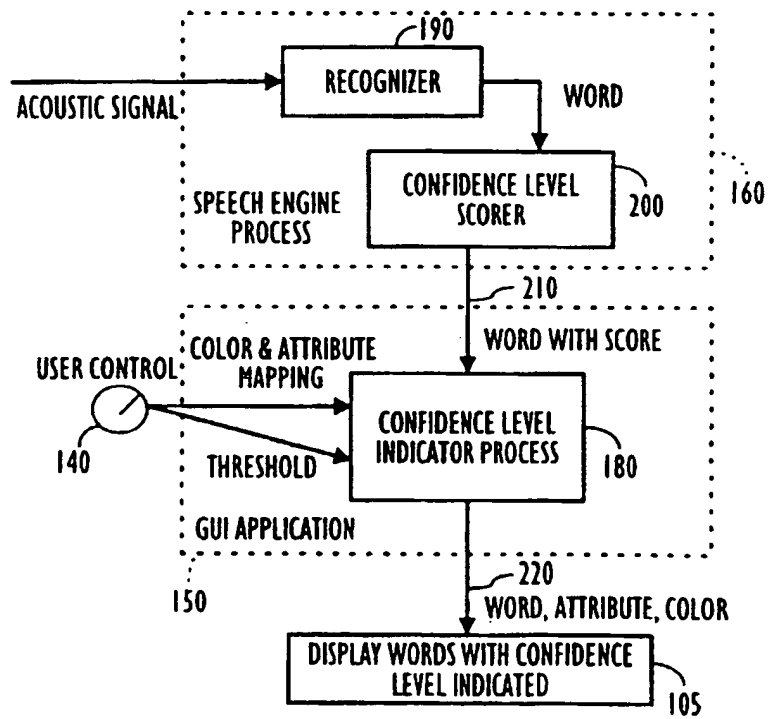 190
RECOGNIZER
ACOUSTIC SIGNAL
WORD
CONFIDENCE LEVEL
SCORER
200
160
SPEECH ENGINE
PROCESS
210
WORD WITH SCORE
COLOR & ATTRIBUTE
MAPPING
USER CONTROL
140
CONFIDENCE LEVEL
INDICATOR PROCESS
180
THRESHOLD
GUI APPLICATION
150
220
WORD, ATTRIBUTE, COLOR
DISPLAY WORDS WITH CONFIDENCE
LEVEL INDICATED
105